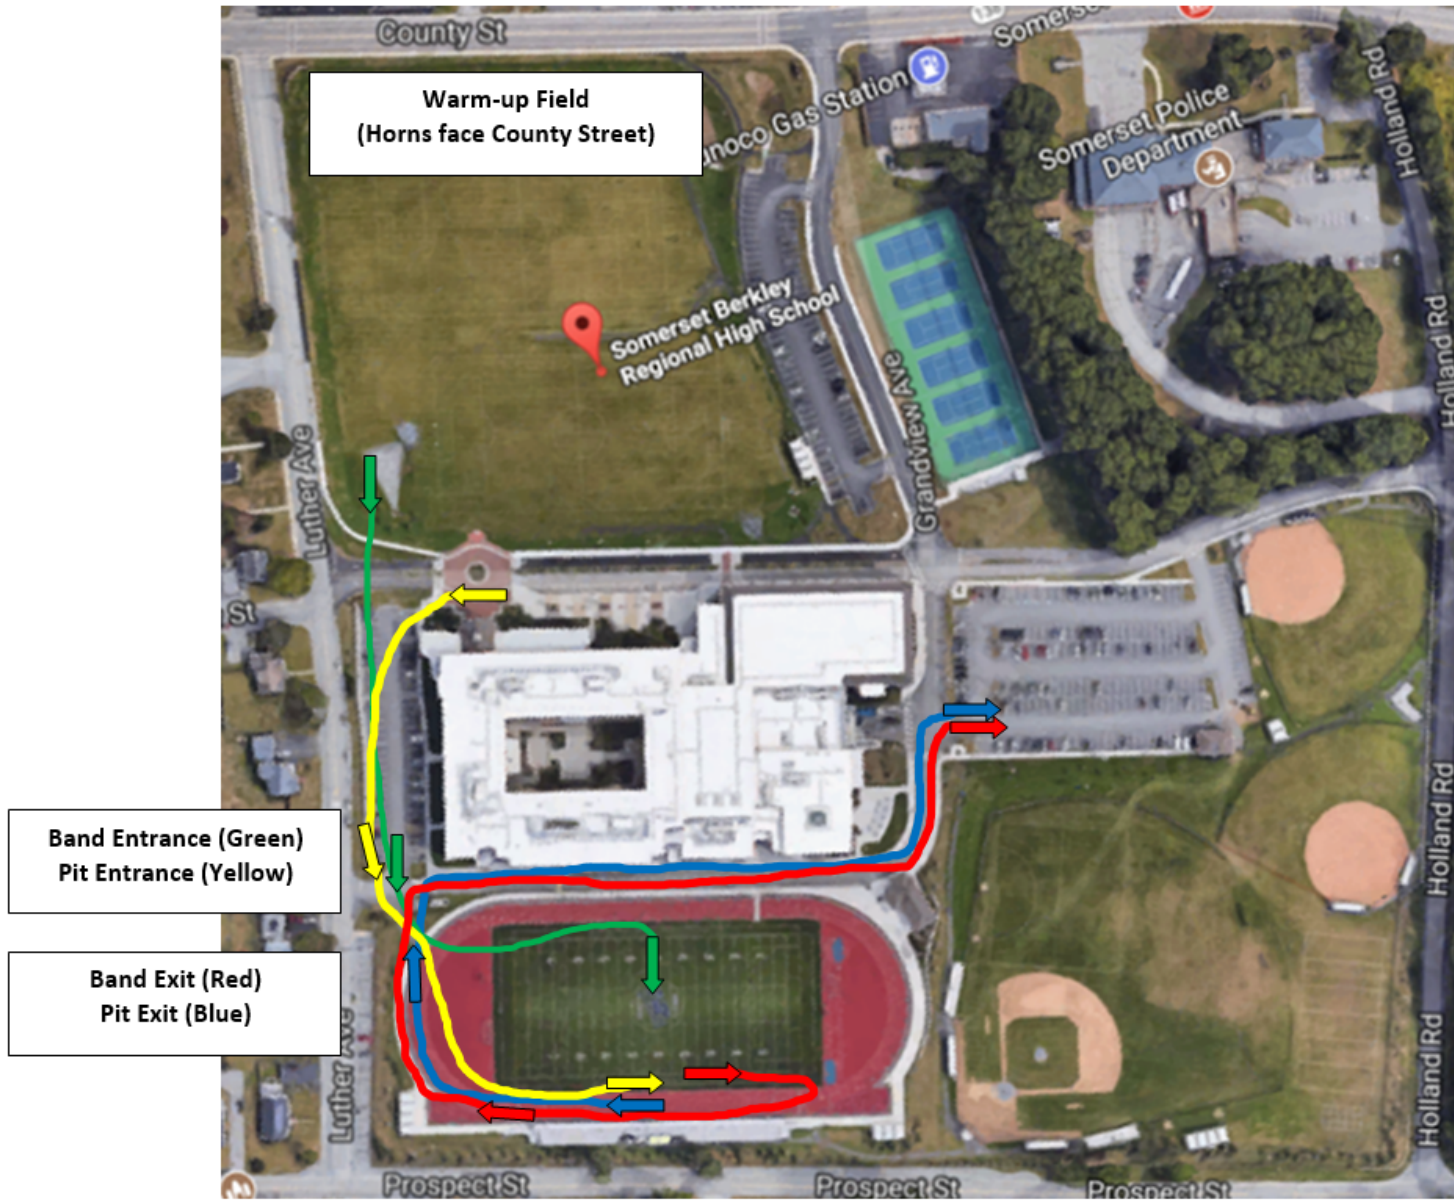 County St
Somerset
Warm-up Field
(Horns face County Street)
Sunoco Gas Station
Somerset Police
Department
Holland Rd
Somerset Berkley
Regional High School
Holland Rd
Grandview Ave
Luther Ave
St
Band Entrance (Green)
Pit Entrance (Yellow)
Holland Rd
Band Exit (Red)
Pit Exit (Blue)
Luther Ave
Holland Rd
Prospect St
Prospect St
Prospect St